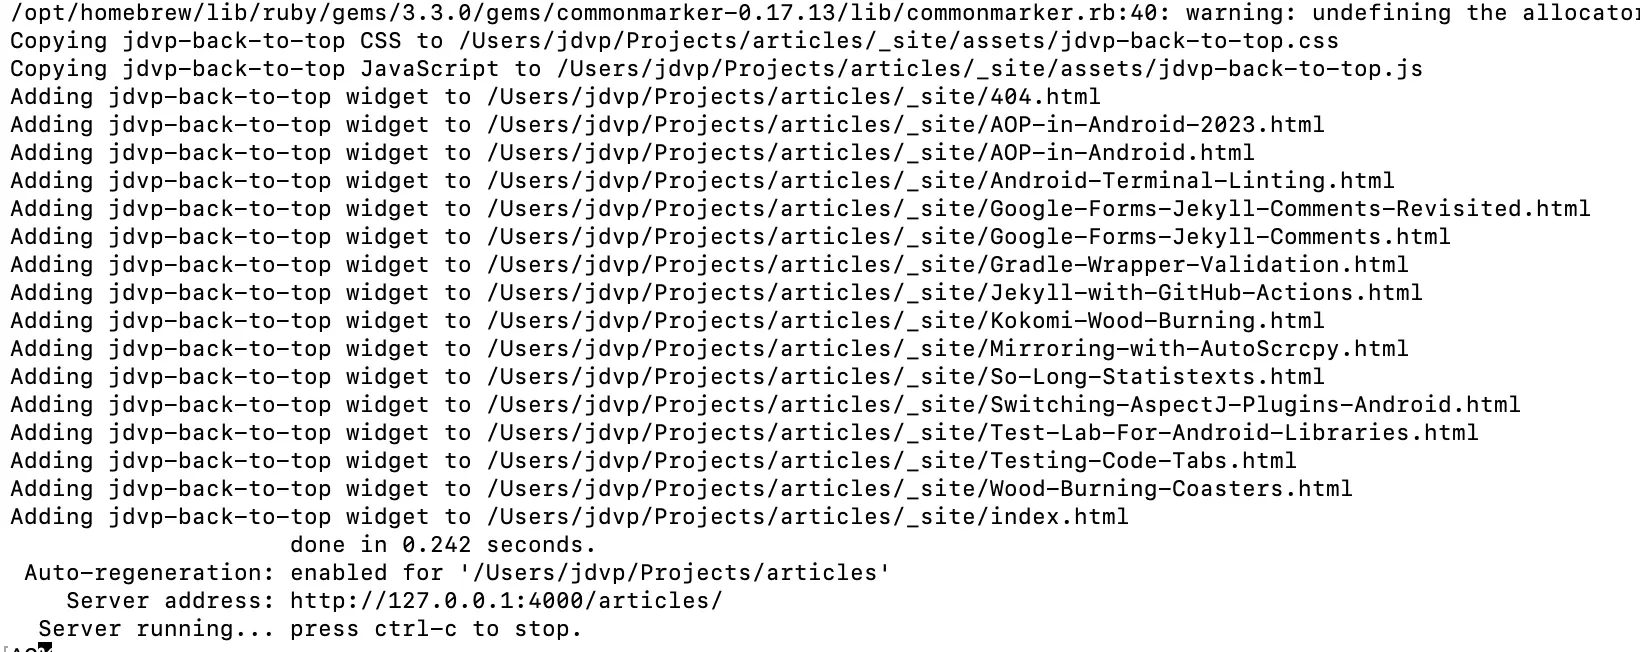 /opt/homebrew/lib/ruby/gems/3.3.0/gems/commonmarker-0.17.13/lib/commonmarker.rb:40: warning: undefining the allocator
Copying jdvp-back-to-top CSS to /Users/jdvp/Projects/articles/_site/assets/jdvp-back-to-top.css
Copying jdvp-back-to-top JavaScript to /Users/jdvp/Projects/articles/_site/assets/jdvp-back-to-top.js
Adding jdvp-back-to-top widget to /Users/jdvp/Projects/articles/_site/404.html
Adding jdvp-back-to-top widget to /Users/jdvp/Projects/articles/_site/AOP-in-Android-2023.html
Adding jdvp-back-to-top widget to /Users/jdvp/Projects/articles/_site/AOP-in-Android.html
Adding jdvp-back-to-top widget to /Users/jdvp/Projects/articles/_site/Android-Terminal-Linting.html
Adding jdvp-back-to-top widget to /Users/jdvp/Projects/articles/_site/Google-Forms-Jekyll-Comments-Revisited.html
Adding jdvp-back-to-top widget to /Users/jdvp/Projects/articles/_site/Google-Forms-Jekyll-Comments.html
Adding jdvp-back-to-top widget to /Users/jdvp/Projects/articles/_site/Gradle-Wrapper-Validation.html
Adding jdvp-back-to-top widget to /Users/jdvp/Projects/articles/_site/Jekyll-with-GitHub-Actions.html
Adding jdvp-back-to-top widget to /Users/jdvp/Projects/articles/_site/Kokomi-Wood-Burning.html
Adding jdvp-back-to-top widget to /Users/jdvp/Projects/articles/_site/Mirroring-with-AutoScrcpy.html
Adding jdvp-back-to-top widget to /Users/jdvp/Projects/articles/_site/So-Long-Statistexts.html
Adding jdvp-back-to-top widget to /Users/jdvp/Projects/articles/_site/Switching-AspectJ-Plugins-Android.html
Adding jdvp-back-to-top widget to /Users/jdvp/Projects/articles/_site/Test-Lab-For-Android-Libraries.html
Adding jdvp-back-to-top widget to /Users/jdvp/Projects/articles/_site/Testing-Code-Tabs.html
Adding jdvp-back-to-top widget to /Users/jdvp/Projects/articles/_site/Wood-Burning-Coasters.html
Adding jdvp-back-to-top widget to /Users/jdvp/Projects/articles/_site/index.html
done in 0.242 seconds.
Auto-regeneration: enabled for '/Users/jdvp/Projects/articles'
Server address: http://127.0.0.1:4000/articles/
Server running... press ctrl-c to stop.